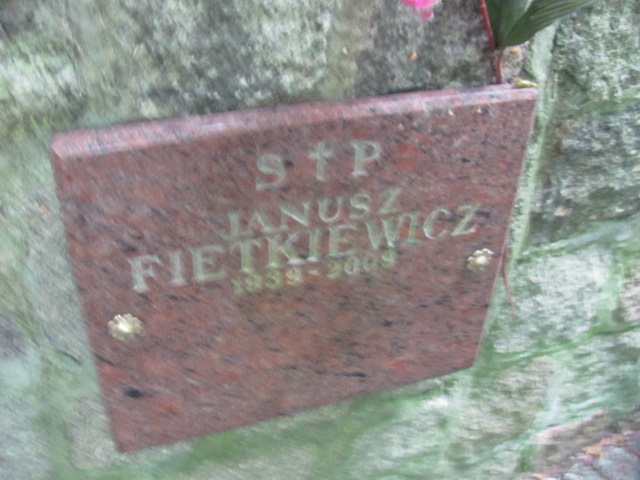 S † P
JANUSZ
FIETKIEWICZ
1939-2009